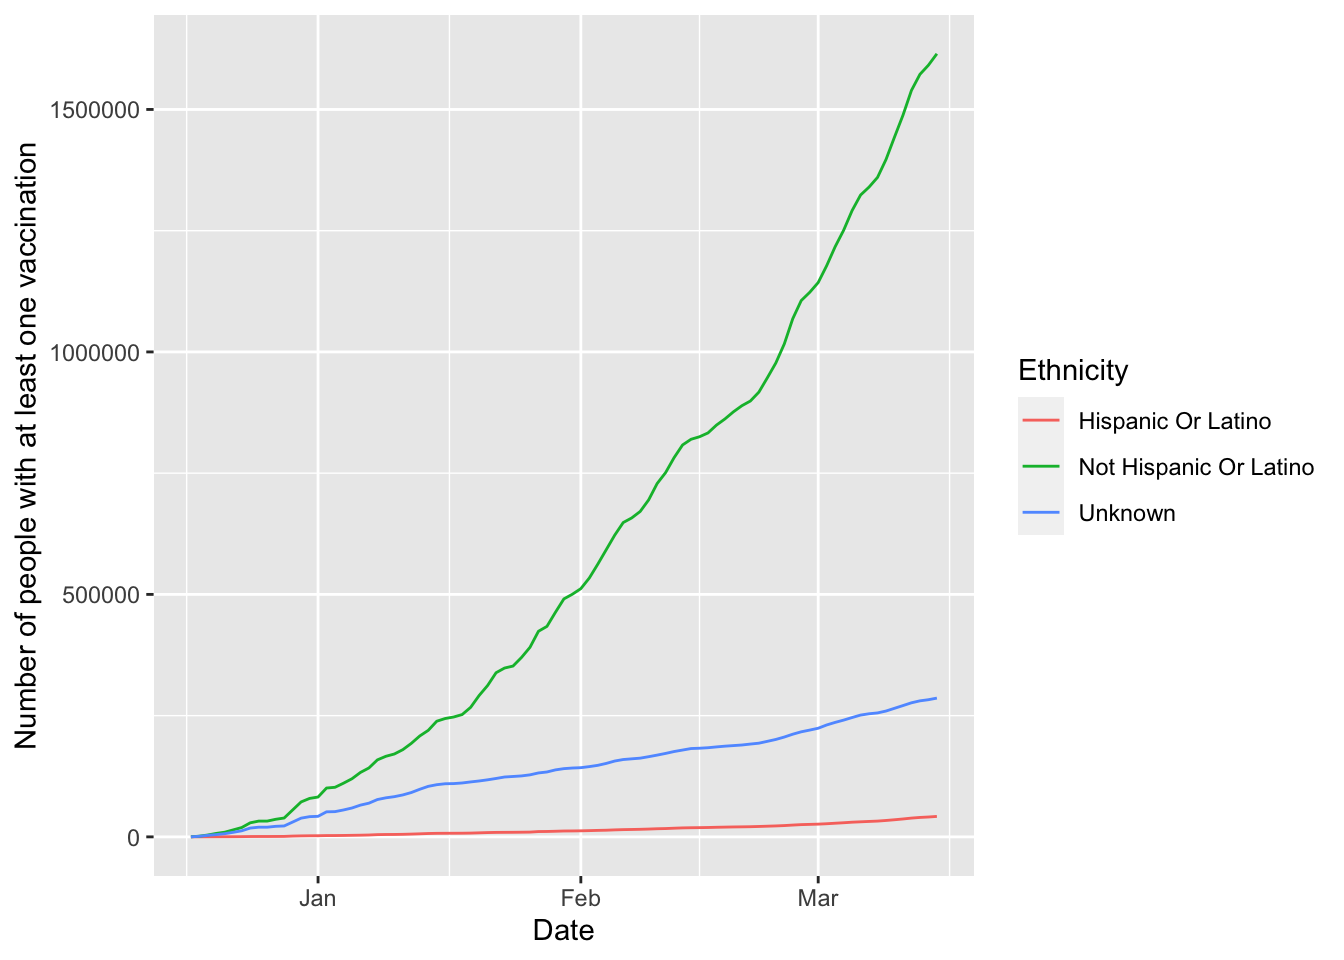 Number of people with at least one vaccination
1500000
1000000
500000
0
Jan
Feb
Mar
Date
Ethnicity
Hispanic Or Latino
Not Hispanic Or Latino
Unknown